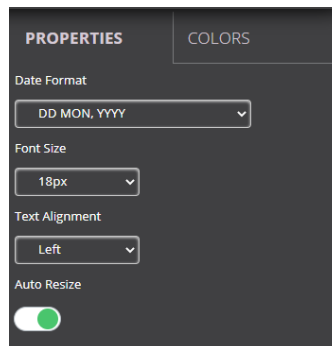 PROPERTIES COLORS
Date Format
DD MON, YYYY
Font Size
18px
Text Alignment
Left
Auto Resize